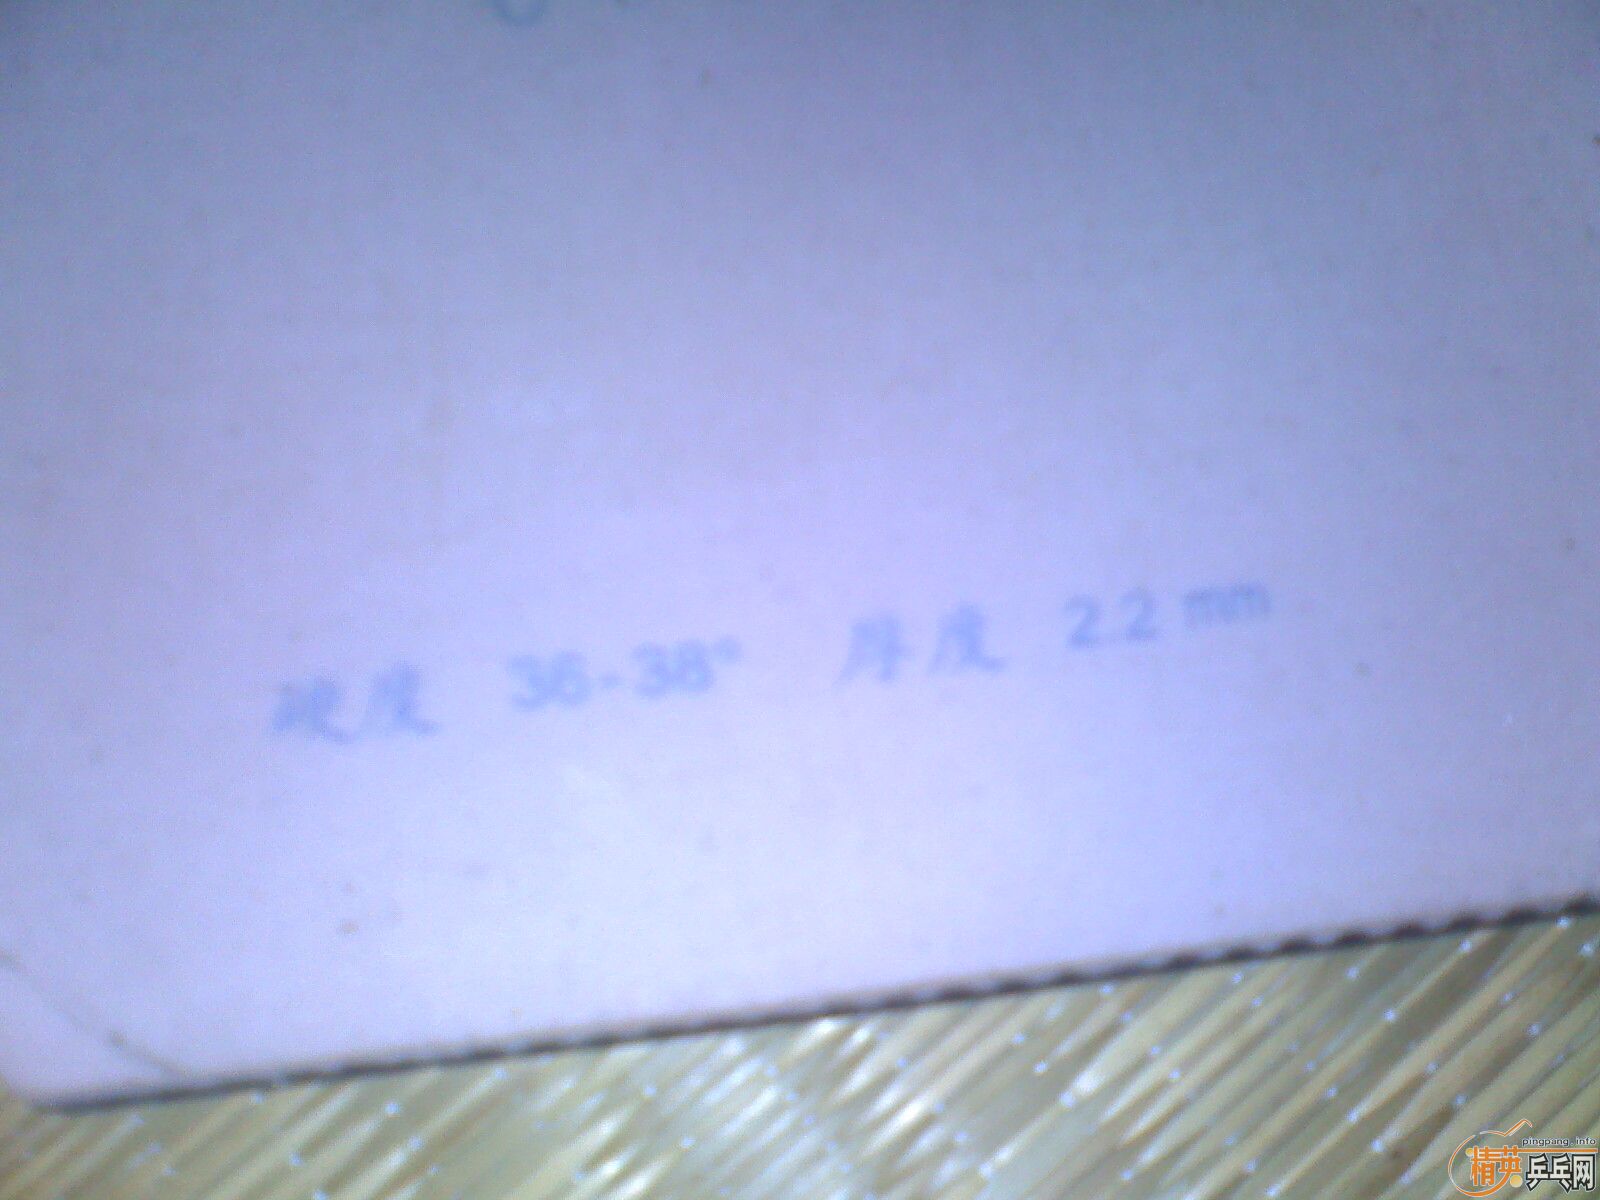 硬度 36-38° 厚度 2.2 mm
pingpang.info
精英乒乓网